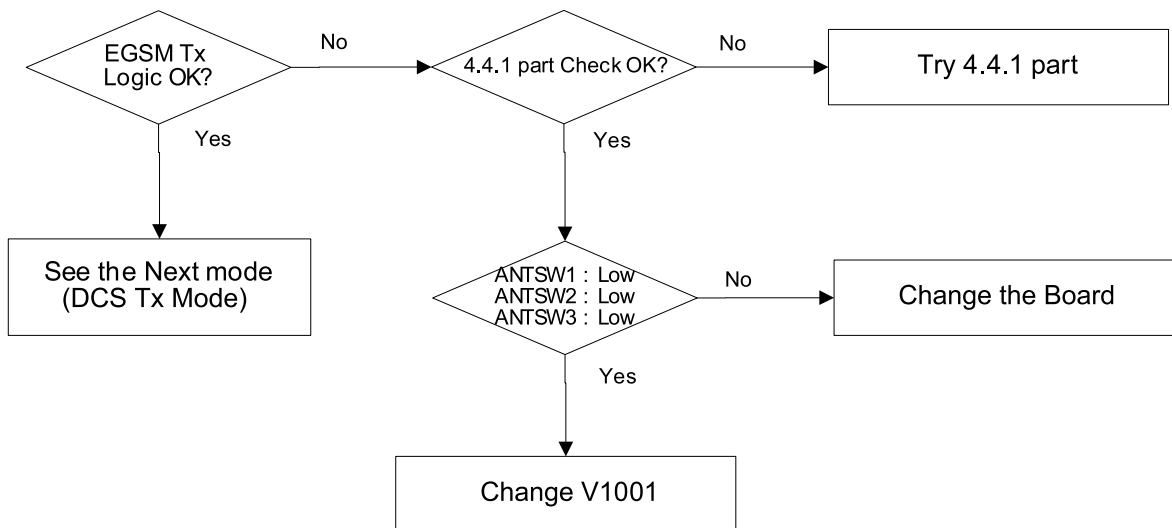 EGSM Tx
Logic OK?
No
4.4.1 part Check OK?
No
Try 4.4.1 part
Yes
Yes
See the Next mode
(DCS Tx Mode)
ANTSW1 : Low
ANTSW2 : Low
ANTSW3 : Low
No
Change the Board
Yes
Change V1001